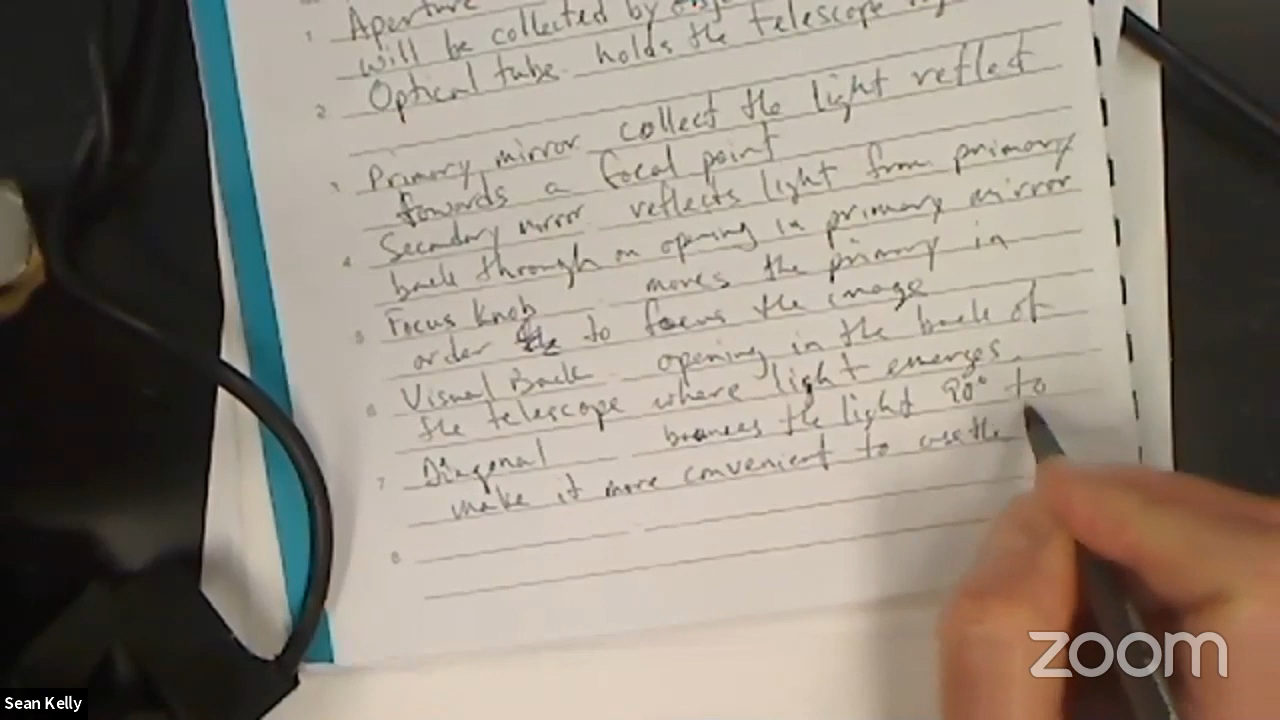 1 Aperture
will be collected by
Optical tube holds the telescope
2
Primary mirror collect the light reflect
3 towards a focal point
Secondary mirror reflects light from primary
4 back through an opening in primary mirror
Focus knob moves the primary in
5 order to focus the image
Visual Back opening in the back of
6 the telescope where light emerges
Diagonal bounces the light 90° to
7 make it more convenient to use the
8
zoom
Sean Kelly